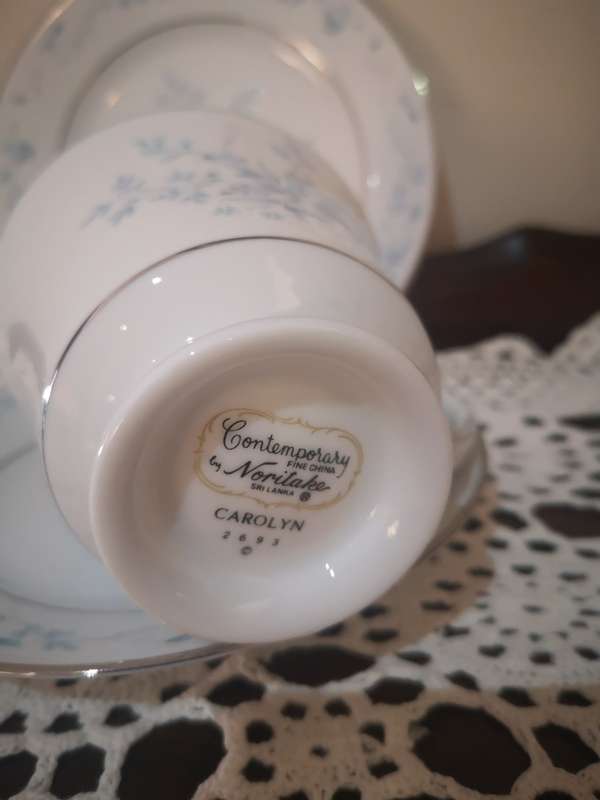 Contemporary
FINE CHINA
by Noritake
SRI LANKA ®
CAROLYN
2693
©